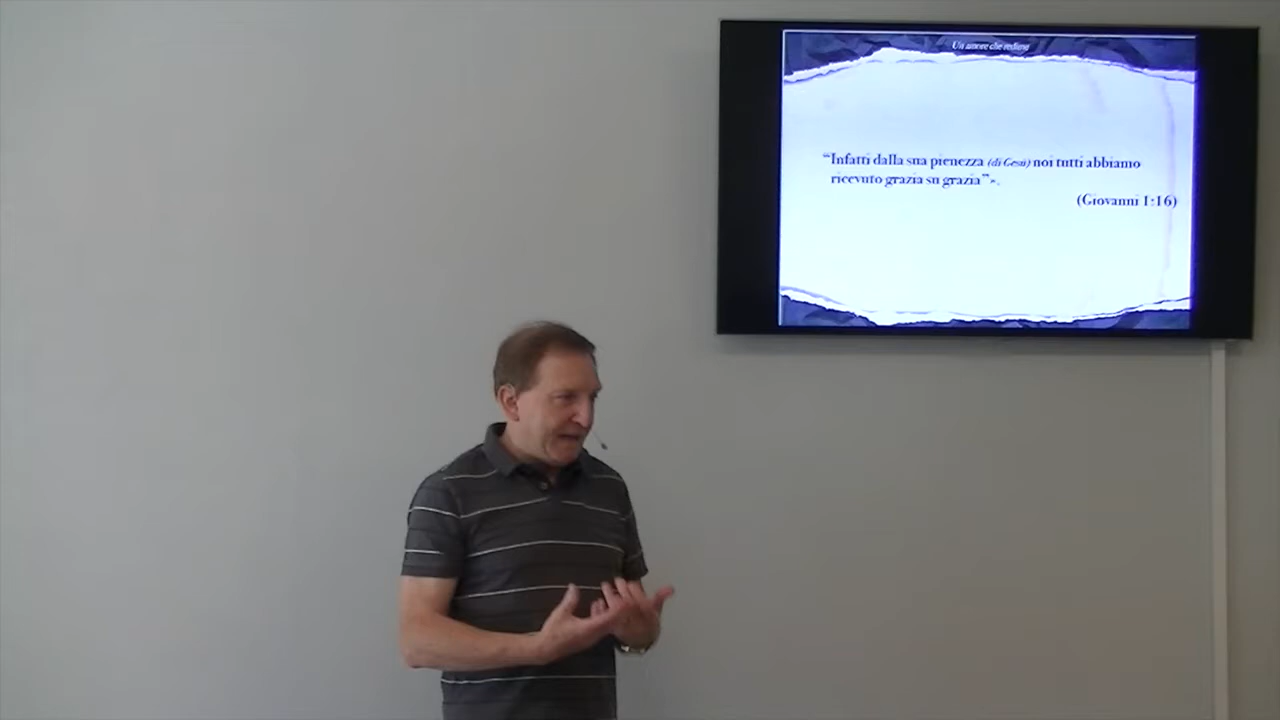 Un amore che redime
“Infatti dalla sua pienezza (di Gesù) noi tutti abbiamo
ricevuto grazia su grazia”».
(Giovanni 1:16)